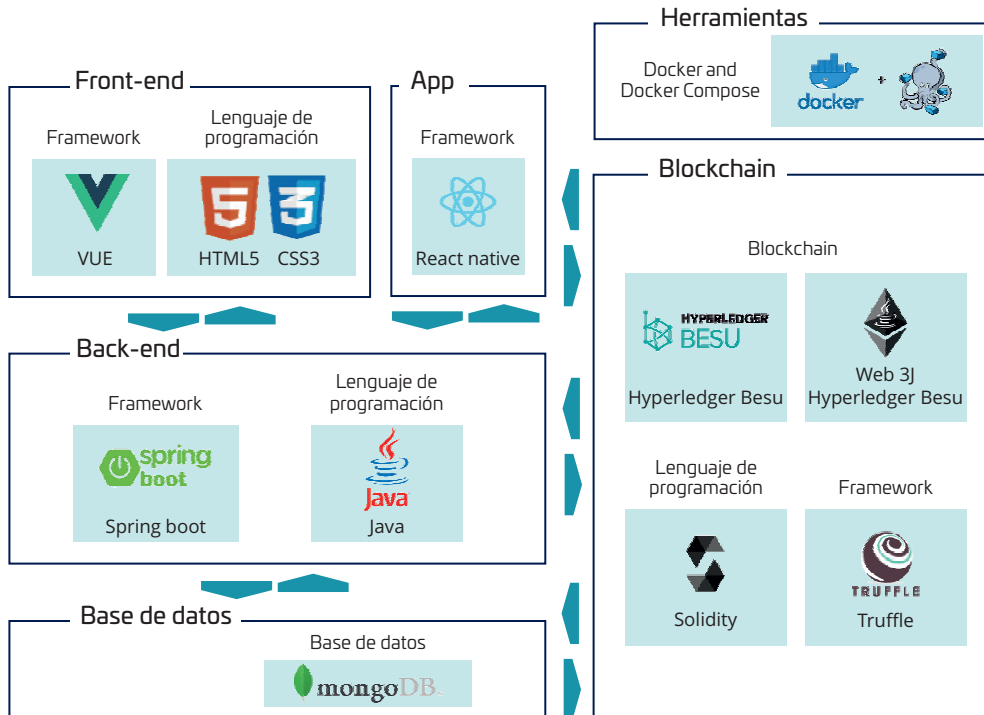 Herramientas
Docker and
Docker Compose
docker
+
Front-end
Framework
VUE
Lenguaje de
programación
5
3
HTML5 CSS3
App
Framework
React native
Blockchain
Blockchain
HYPERLEDGER
BESU
Hyperledger Besu
Web 3J
Hyperledger Besu
Lenguaje de
programación
Solidity
Framework
TRUFFLE
Truffle
Back-end
Framework
spring
boot
Spring boot
Lenguaje de
programación
Java
Java
Base de datos
Base de datos
mongoDB